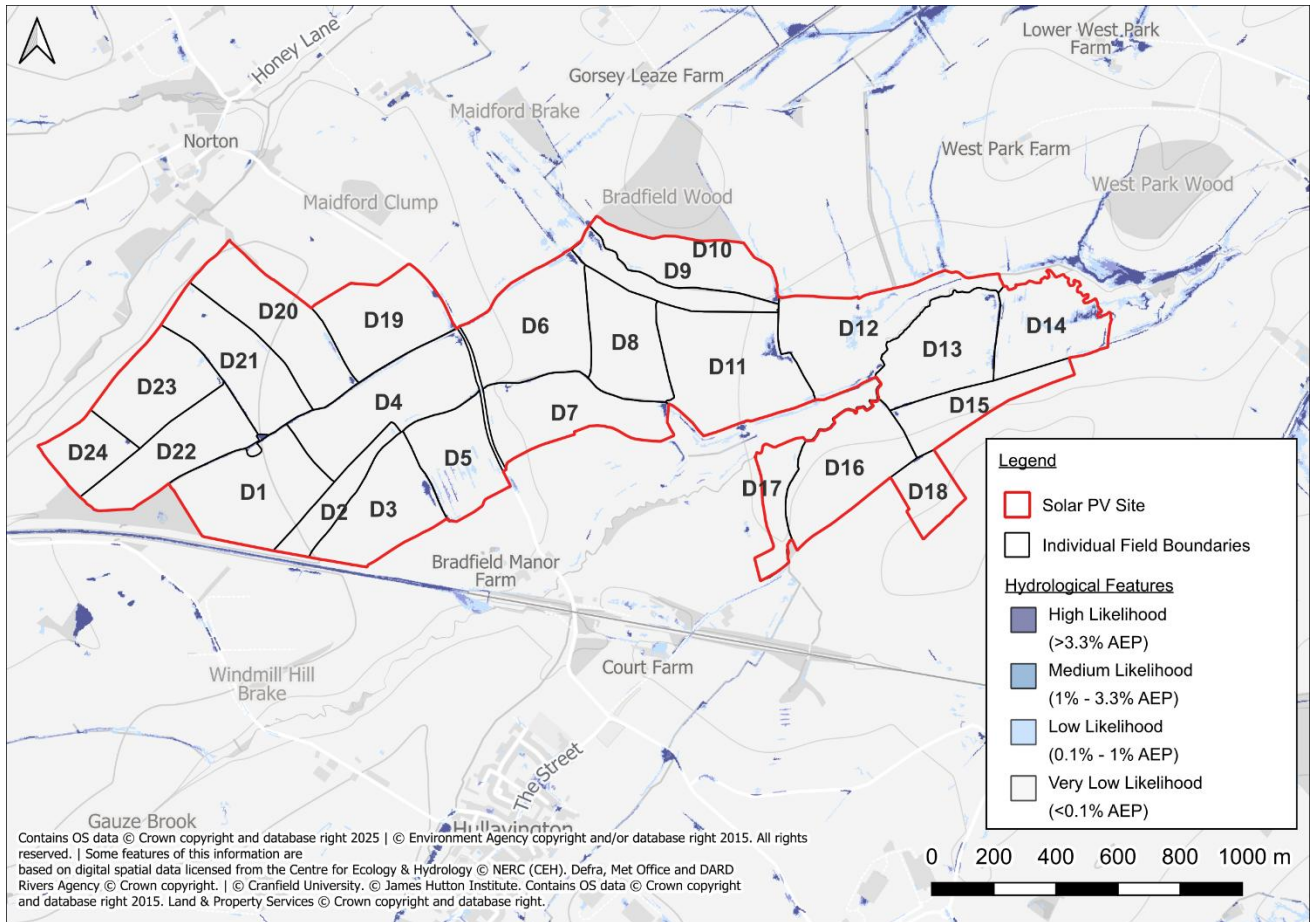 Honey Lane
Norton
Maidford Brake
Gorsey Leaze Farm
Lower West Park
Farm
West Park Farm
West Park Wood
Maidford Clump
Bradfield Wood
D10
D9
D20
D19
D6
D8
D12
D14
D13
D21
D11
D23
D4
D7
D15
D24
D22
D5
D16
D1
D17
D18
D2
D3
Bradfield Manor
Farm
Court Farm
Windmill Hill
Brake
The Street
Gauze Brook
Hullavington
Legend
Solar PV Site
Individual Field Boundaries
Hydrological Features
High Likelihood
(>3.3% AEP)
Medium Likelihood
(1% - 3.3% AEP)
Low Likelihood
(0.1% - 1% AEP)
Very Low Likelihood
(<0.1% AEP)
0 200 400 600 800 1000 m
Contains OS data © Crown copyright and database right 2025 | © Environment Agency copyright and/or database right 2015. All rights
reserved. | Some features of this information are
based on digital spatial data licensed from the Centre for Ecology & Hydrology © NERC (CEH). Defra, Met Office and DARD
Rivers Agency © Crown copyright. | © Cranfield University. © James Hutton Institute. Contains OS data © Crown copyright
and database right 2015. Land & Property Services © Crown copyright and database right.